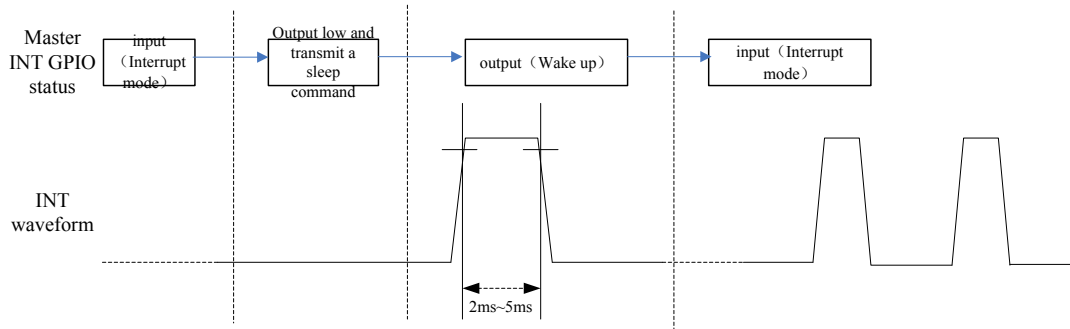 Master
INT GPIO
status
input
（Interrupt
mode）
Output low and
transmit a
sleep
command
output（Wake up）
input（Interrupt
mode）
INT
waveform
2ms~5ms